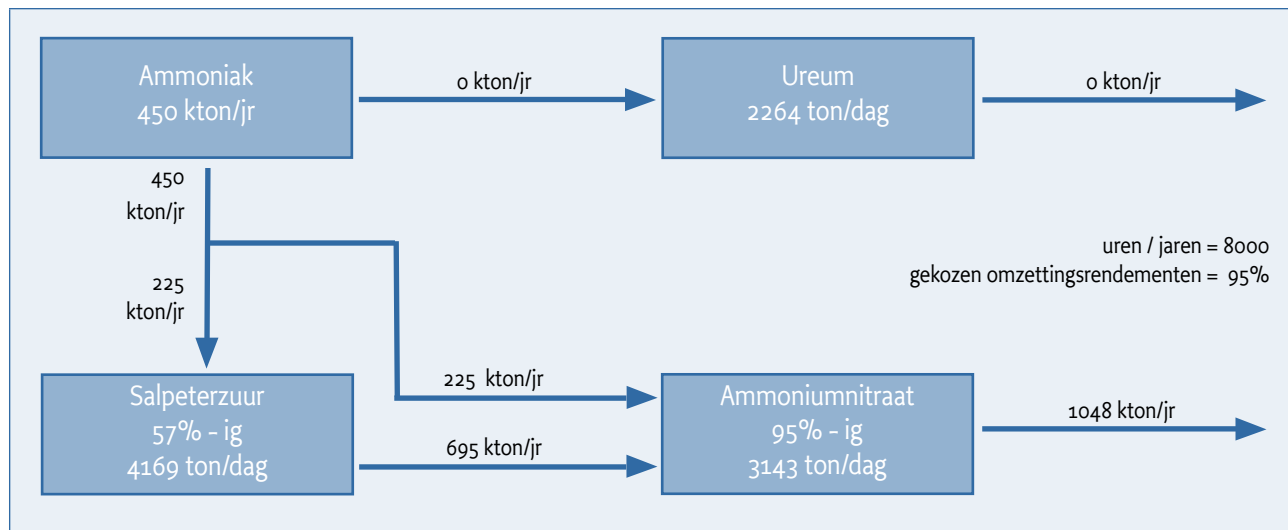 Ammoniak
450 kton/jr
0 kton/jr
Ureum
2264 ton/dag
0 kton/jr
450
kton/jr
225
kton/jr
uren / jaren = 8000
gekozen omzettingsrendementen = 95%
Salpeterzuur
57% - ig
4169 ton/dag
225 kton/jr
695 kton/jr
Ammoniumnitraat
95% - ig
3143 ton/dag
1048 kton/jr